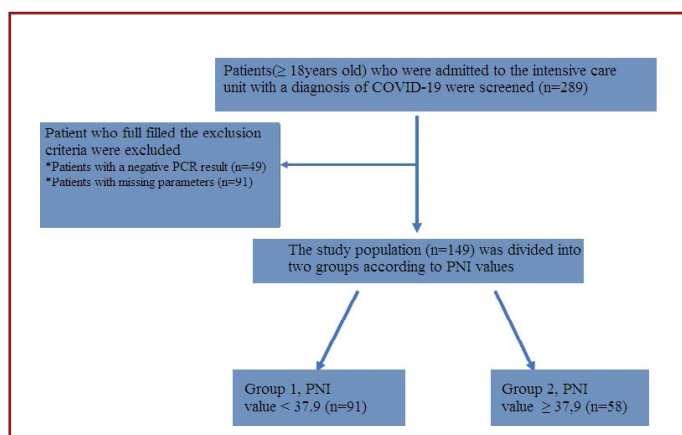 Patients(≥ 18years old) who were admitted to the intensive care
unit with a diagnosis of COVID-19 were screened (n=289)
Patient who full filled the exclusion
criteria were excluded
*Patients with a negative PCR result (n=49)
*Patients with missing parameters (n=91)
The study population (n=149) was divided into
two groups according to PNI values
Group 1, PNI
value < 37.9 (n=91)
Group 2, PNI
value ≥ 37,9 (n=58)